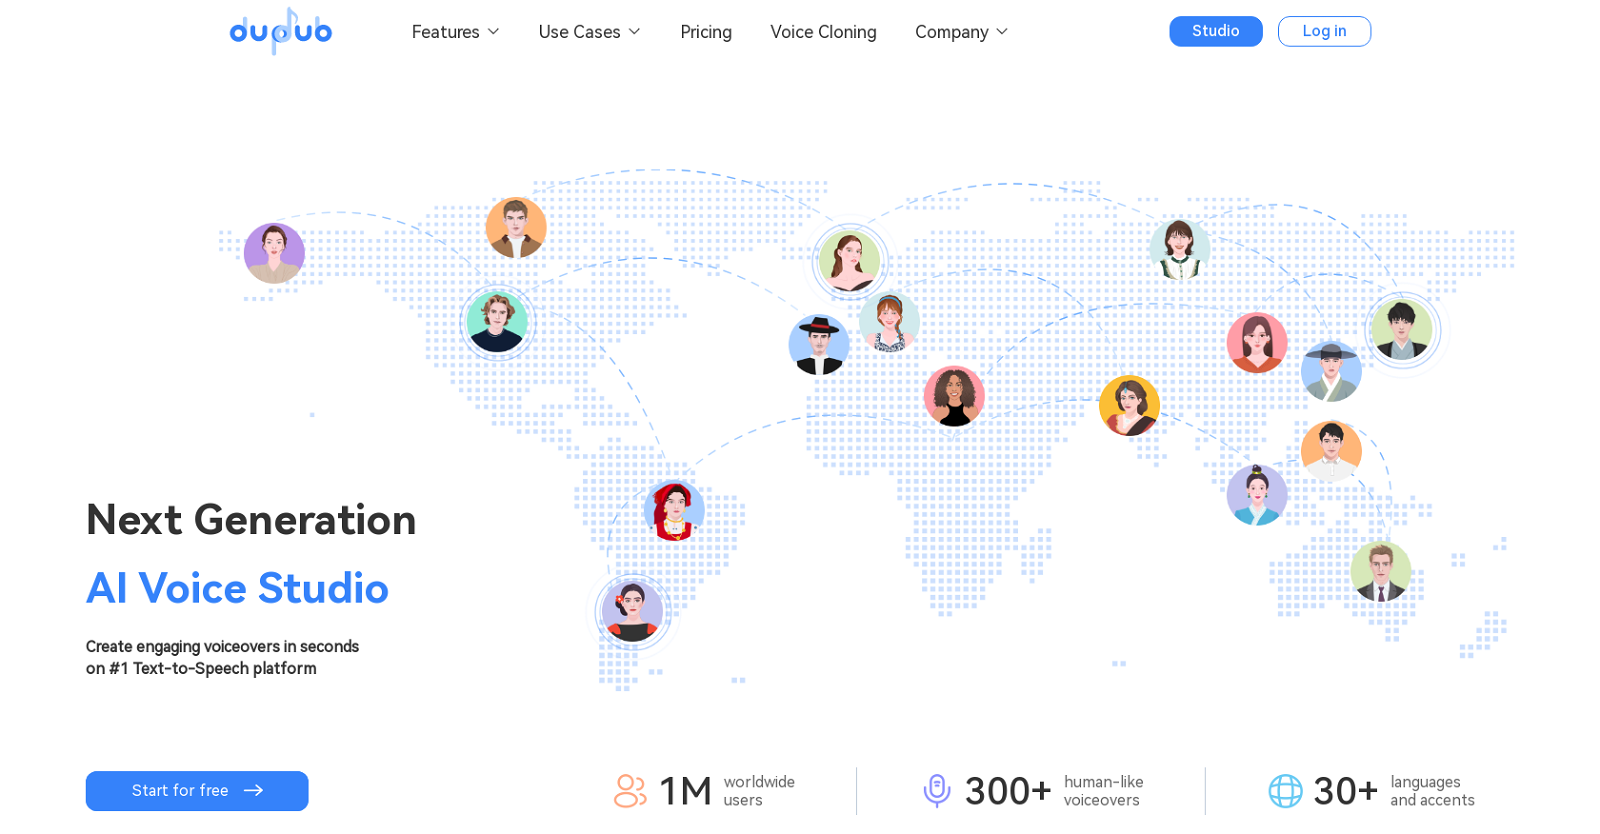 dupdub
Features
Use Cases
Pricing
Voice Cloning
Company
Studio
Log in
Next Generation
AI Voice Studio
Create engaging voiceovers in seconds
on #1 Text-to-Speech platform
Start for free
1M
worldwide
users
300+
human-like
voiceovers
30+
languages
and accents